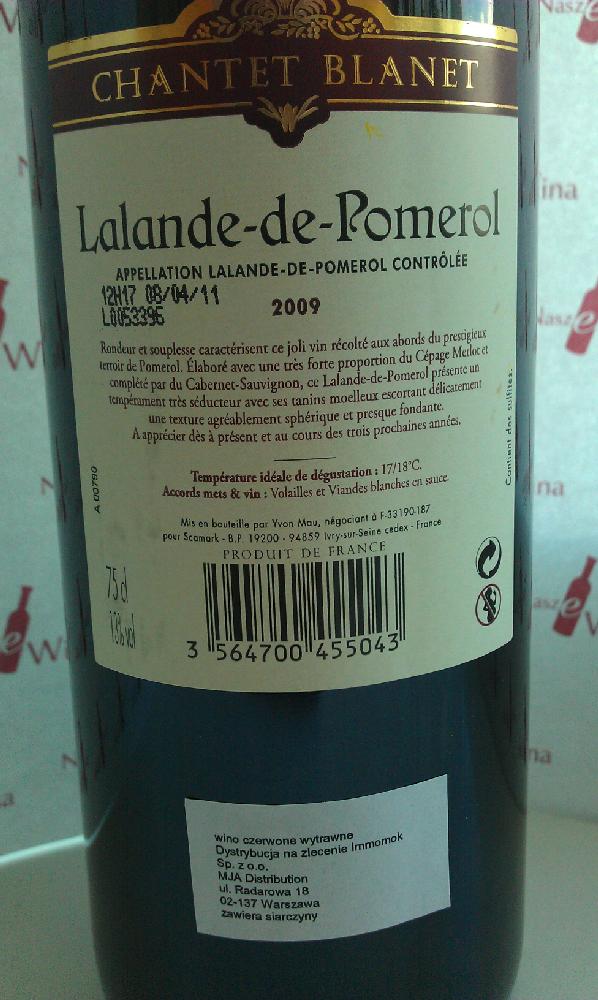 CHANTET BLANET
Lalande-de-Pomerol
APPELLATION LALANDE-DE-POMEROL CONTRÔLÉE
12H17 08/04/11
L0053396
2009
Rondeur et souplesse caractérisent ce joli vin récolté aux abords du prestigieux
terroir de Pomerol. Élaboré avec une très forte proportion du Cépage Merlot et
complété par du Cabernet-Sauvignon, ce Lalande-de-Pomerol présente un
tempérament très séducteur avec ses tanins moelleux escortant délicatement
une texture agréablement sphérique et presque fondante.
A apprécier dès à présent et au cours des trois prochaines années.
Contient des sulfites.
A 00790
Température idéale de dégustation : 17/18°C.
Accords mets & vin : Volailles et Viandes blanches en sauce.
Mis en bouteille par Yvon Mau, négociant à F-33190-187
pour Scamark - B.P. 19200 - 94859 Ivry-sur-Seine cedex - France
PRODUIT DE FRANCE
75 cl
13% vol
3 564700 455043
wino czerwone wytrawne
Dystrybucja na zlecenie Immomok
Sp. z o.o.
MJA Distribution
ul. Radarowa 18
02-137 Warszawa
zawiera siarczyny